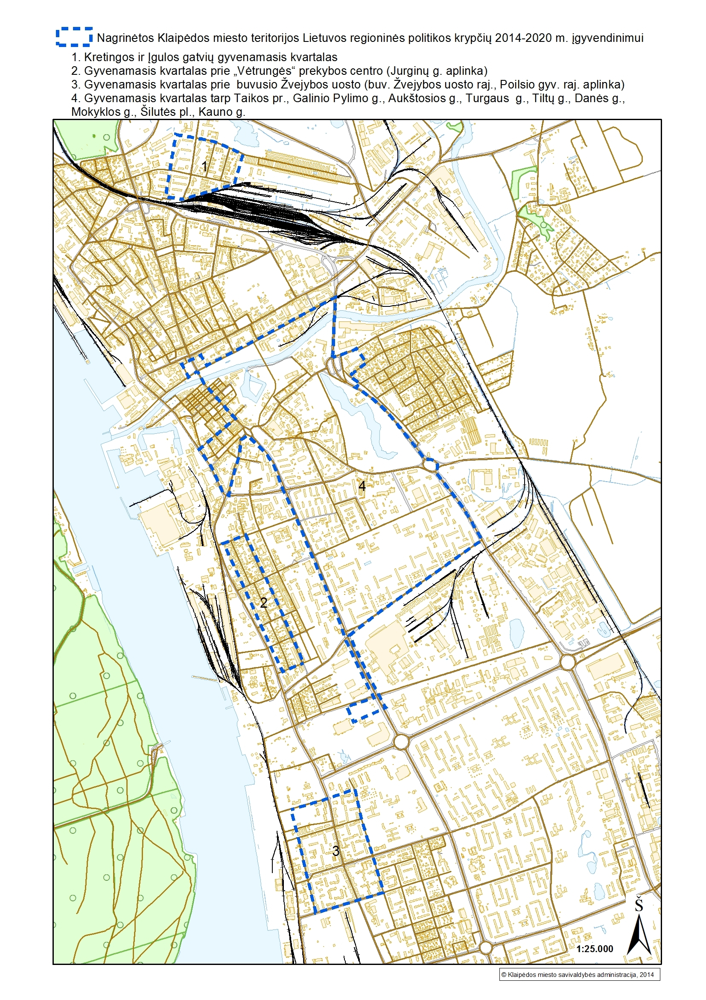 Nagrinėtos Klaipėdos miesto teritorijos Lietuvos regioninės politikos krypčių 2014-2020 m. įgyvendinimui
1. Kretingos ir Įgulos gatvių gyvenamasis kvartalas
2. Gyvenamasis kvartalas prie „Vėtrungės“ prekybos centro (Jurginų g. aplinka)
3. Gyvenamasis kvartalas prie buvusio Žvejybos uosto (buv. Žvejybos uosto raj., Poilsio gyv. raj. aplinka)
4. Gyvenamasis kvartalas tarp Taikos pr., Galinio Pylimo g., Aukštosios g., Turgaus g., Tiltų g., Danės g.,
Mokyklos g., Šilutės pl., Kauno g.
1
4
2
3
Š
1:25.000
© Klaipėdos miesto savivaldybės administracija, 2014